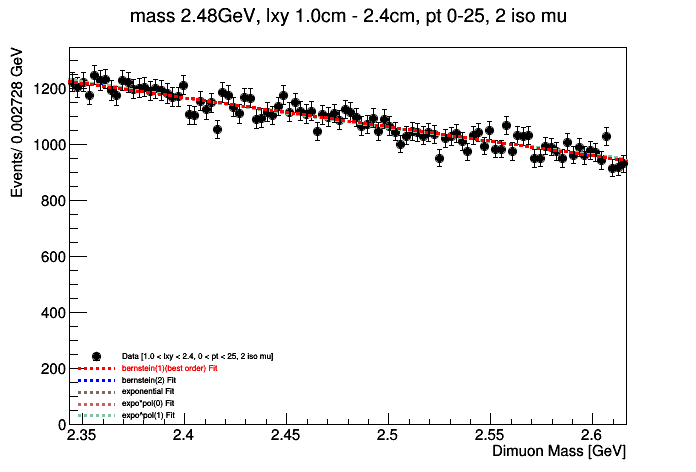 mass 2.48GeV, lxy 1.0cm - 2.4cm, pt 0-25, 2 iso mu
Events/ 0.002728 GeV
1200
1000
800
600
400
200
0
Data [1.0 < lxy < 2.4, 0 < pt < 25, 2 iso mu]
bernstein(1)(best order) Fit
bernstein(2) Fit
exponential Fit
expo*pol(0) Fit
expo^pol(1) Fit
2.35 2.4 2.45 2.5 2.55 2.6
Dimuon Mass [GeV]